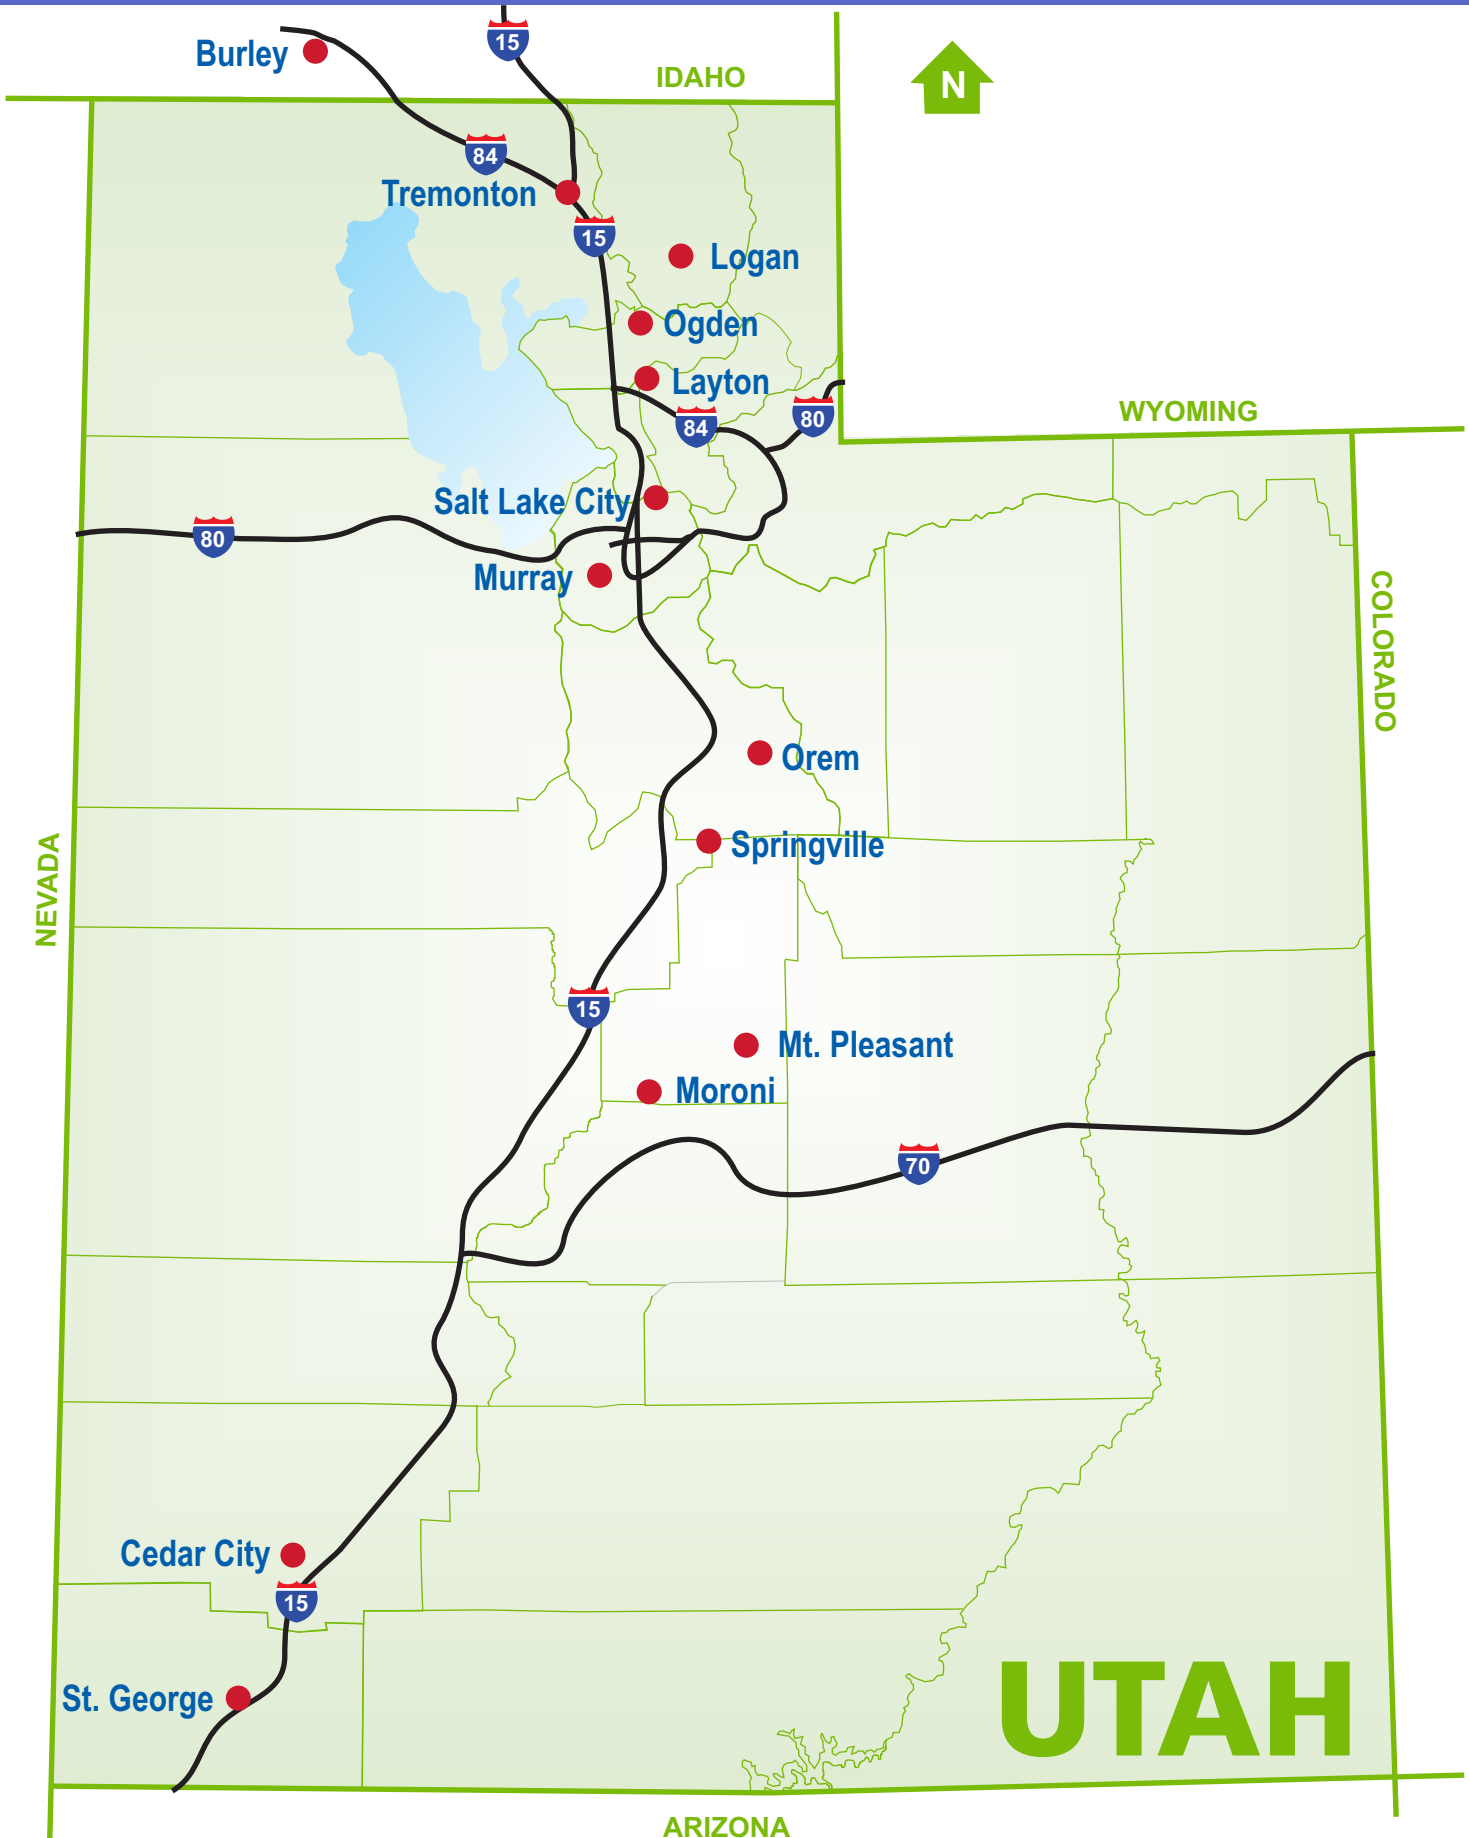 15
Burley
IDAHO
N
84
Tremonton
15
Logan
Ogden
Layton
WYOMING
84
80
Salt Lake City
80
Murray
COLORADO
Orem
Springville
NEVADA
15
Mt. Pleasant
Moroni
70
Cedar City
15
St. George
UTAH
ARIZONA